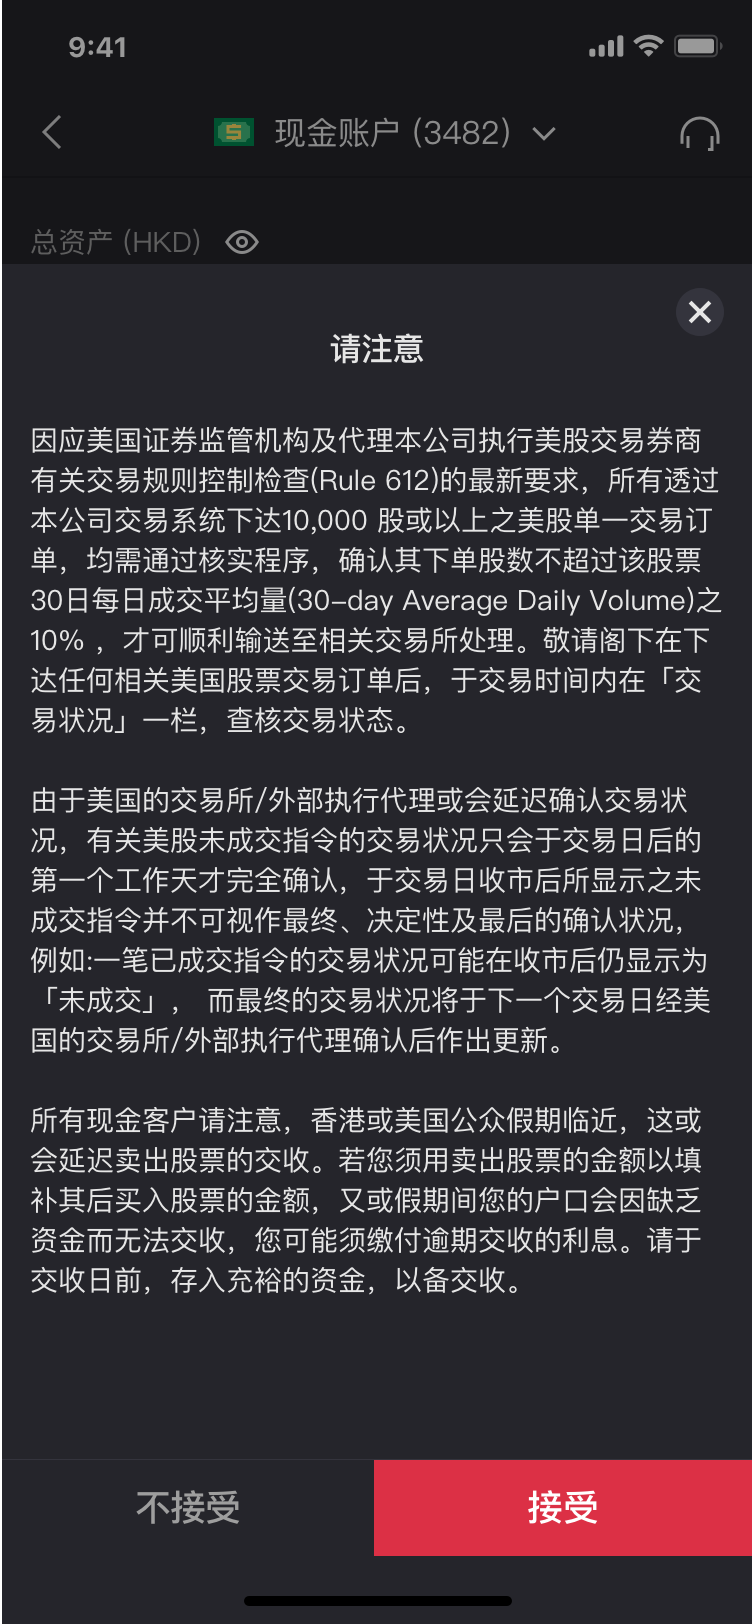 9:41
现金账户 (3482)
总资产 (HKD)
请注意
因应美国证券监管机构及代理本公司执行美股交易券商
有关交易规则控制检查(Rule 612)的最新要求，所有透过
本公司交易系统下达10,000 股或以上之美股单一交易订
单，均需通过核实程序，确认其下单股数不超过该股票
30日每日成交平均量(30-day Average Daily Volume)之
10% ，才可顺利输送至相关交易所处理。敬请阁下在下
达任何相关美国股票交易订单后，于交易时间内在「交
易状况」一栏，查核交易状态。
由于美国的交易所/外部执行代理或会延迟确认交易状
况，有关美股未成交指令的交易状况只会于交易日后的
第一个工作天才完全确认，于交易日收市后所显示之未
成交指令并不可视作最终、决定性及最后的确认状况，
例如:一笔已成交指令的交易状况可能在收市后仍显示为
「未成交」， 而最终的交易状况将于下一个交易日经美
国的交易所/外部执行代理确认后作出更新。
所有现金客户请注意，香港或美国公众假期临近，这或
会延迟卖出股票的交收。若您须用卖出股票的金额以填
补其后买入股票的金额，又或假期间您的户口会因缺乏
资金而无法交收，您可能须缴付逾期交收的利息。请于
交收日前，存入充裕的资金，以备交收。
不接受
接受